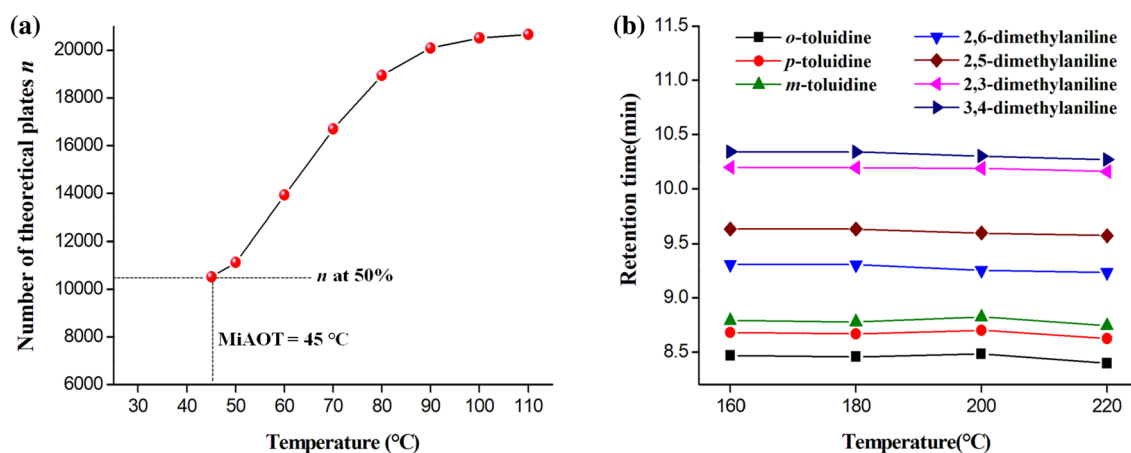 (a)
Number of theoretical plates n
20000
18000
16000
14000
12000
10000
8000
6000
n at 50%
MiAOT = 45 °C
30 40 50 60 70 80 90 100 110
Temperature (°C)
(b)
Retention time(min)
11.5
11.0
10.5
10.0
9.5
9.0
8.5
o-toluidine
p-toluidine
m-toluidine
2,6-dimethylaniline
2,5-dimethylaniline
2,3-dimethylaniline
3,4-dimethylaniline
160 180 200 220
Temperature(°C)